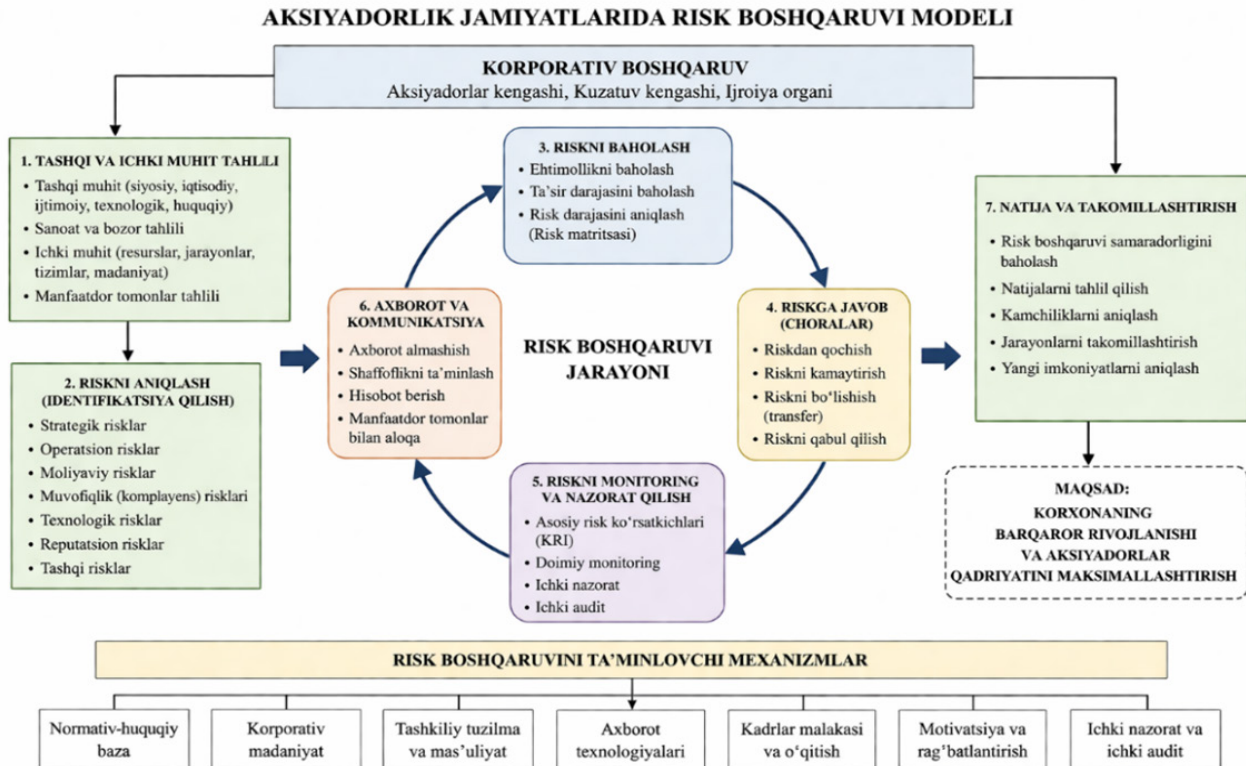 AKSIYADORLIK JAMIYATLARIDA RISK BOSHQARUVI MODELI
KORPORATIV BOSHQARUV
Aksiyadorlar kengashi, Kuzatuv kengashi, Ijroiya organi
1. TASHQI VA ICHKI MUHIT TAHLILI
• Tashqi muhit (siyosiy, iqtisodiy,
ijtimoiy, texnologik, huquqiy)
• Sanoat va bozor tahlili
• Ichki muhit (resurslar, jarayonlar,
tizimlar, madaniyat)
• Manfaatdor tomonlar tahlili
2. RISKNI ANIQLASH
(IDENTIFIKATSIYA QILISH)
• Strategik risklar
• Operatsion risklar
• Moliyaviy risklar
• Muvofiqlik (komplayens) risklari
• Texnologik risklar
• Reputatsion risklar
• Tashqi risklar
3. RISKNI BAHOLASH
• Ehtimollikni baholash
• Ta’sir darajasini baholash
• Risk darajasini aniqlash
(Risk matritsasi)
RISK BOSHQARUVI
JARAYONI
4. RISKGA JAVOB
(CHORALAR)
• Riskdan qochish
• Riskni kamaytirish
• Riskni bo‘lishish
(transfer)
• Riskni qabul qilish
5. RISKNI MONITORING
VA NAZORAT QILISH
• Asosiy risk ko‘rsatkichlari
(KRI)
• Doimiy monitoring
• Ichki nazorat
• Ichki audit
6. AXBOROT VA
KOMMUNIKATSIYA
• Axborot almashish
• Shaffoflikni ta’minlash
• Hisobot berish
• Manfaatdor tomonlar
bilan aloqa
7. NATIJA VA TAKOMILLASHTIRISH
• Risk boshqaruvi samaradorligini
baholash
• Natijalarni tahlil qilish
• Kamchiliklarni aniqlash
• Jarayonlarni takomillashtirish
• Yangi imkoniyatlarni aniqlash
MAQSAD:
KORXONANING
BARQAROR RIVOJLANISHI
VA AKSIYADORLAR
QADRIYATINI MAKSIMALLASHTIRISH
RISK BOSHQARUVINI TA’MINLOVCHI MEXANIZMLAR
Normativ-huquqiy
baza
Korporativ
madaniyat
Tashkiliy tuzilma
va mas’uliyat
Axborot
texnologiyalari
Kadrlar malakasi
va o‘qitish
Motivatsiya va
rag‘batlantirish
Ichki nazorat va
ichki audit